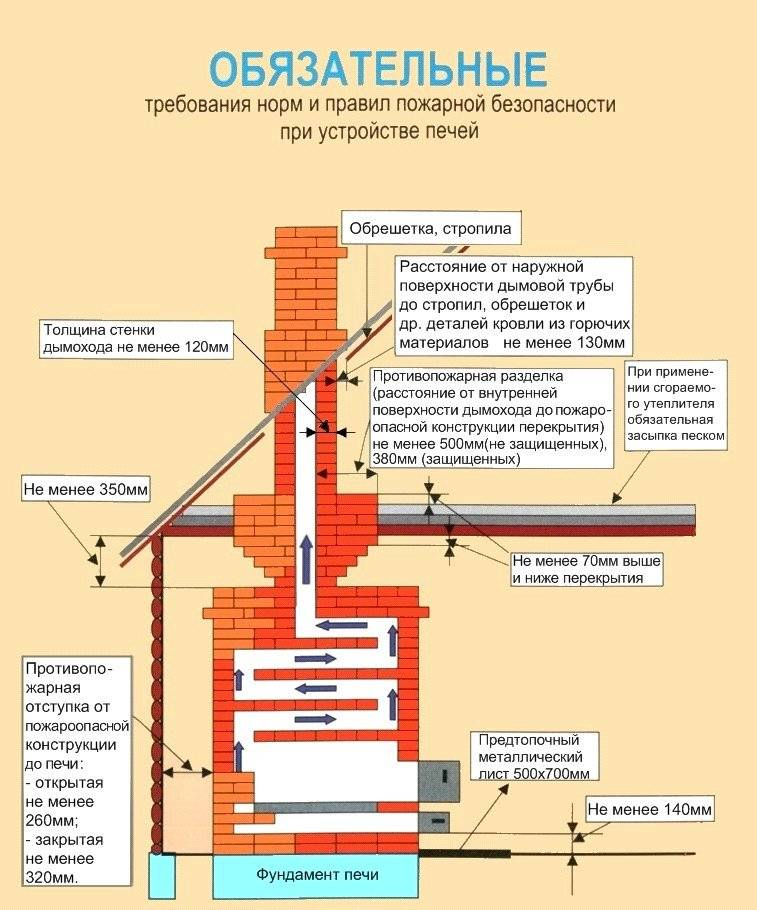 ОБЯЗАТЕЛЬНЫЕ
требования норм и правил пожарной безопасности
при устройстве печей
Обрешетка, стропила
Расстояние от наружной
поверхности дымовой трубы
до стропил, обрешеток и
др. деталей кровли из горючих
материалов не менее 130мм
Толщина стенки
дымохода не менее 120мм
Противопожарная разделка
(расстояние от внутренней
поверхности дымохода до пожаро-
опасной конструкции перекрытия)
не менее 500мм(не защищенных),
380мм (защищенных)
При примене-
нии сгораемо-
го утеплителя
обязательная
засыпка песком
Не менее 350мм
Не менее 70мм выше
и ниже перекрытия
Противопо-
жарная
отступка от
пожароопасной
конструкции
до печи:
- открытая
не менее
260мм;
- закрытая
не менее
320мм.
Предтопочный
металлический
лист 500х700мм
Не менее 140мм
Фундамент печи